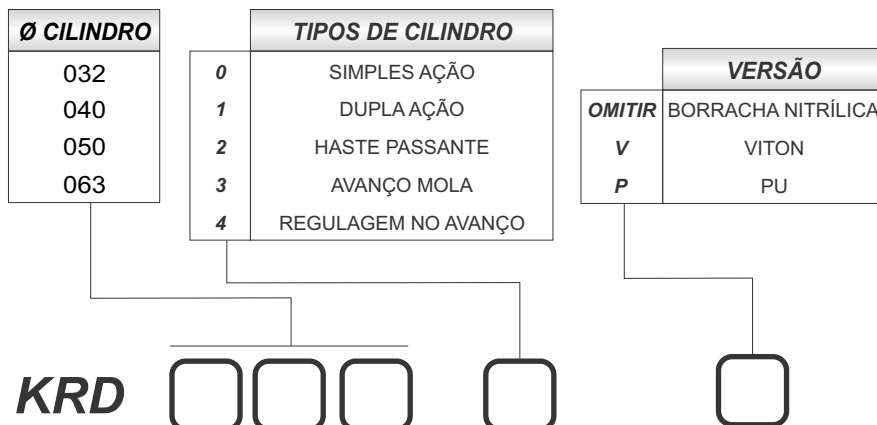 Ø CILINDRO
032
040
050
063
TIPOS DE CILINDRO
0 SIMPLES AÇÃO
1 DUPLA AÇÃO
2 HASTE PASSANTE
3 AVANÇO MOLA
4 REGULAGEM NO AVANÇO
VERSÃO
OMITIR BORRACHA NITRÍLICA
V VITON
P PU
KRD